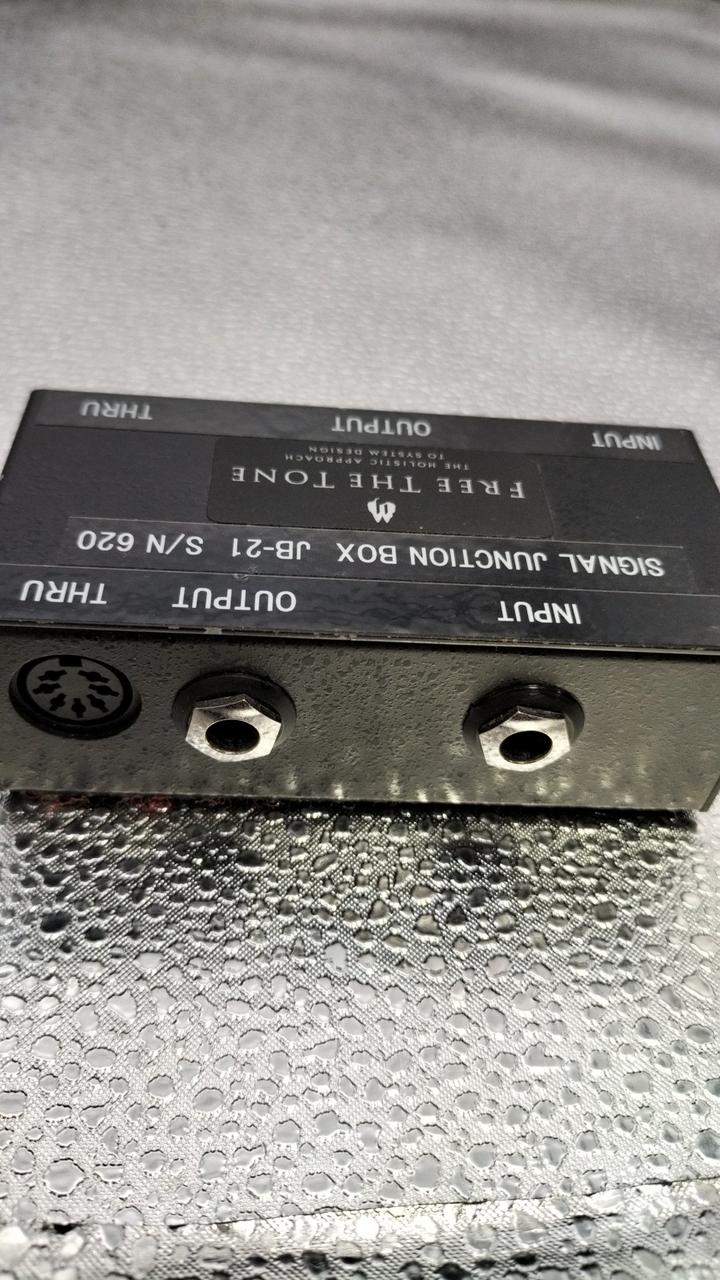 INPUT OUTPUT THRU
SIGNAL JUNCTION BOX JB-21 S/N 620
FREE THE TONE
THE HOLISTIC APPROACH
TO SYSTEM DESIGN
INPUT OUTPUT THRU